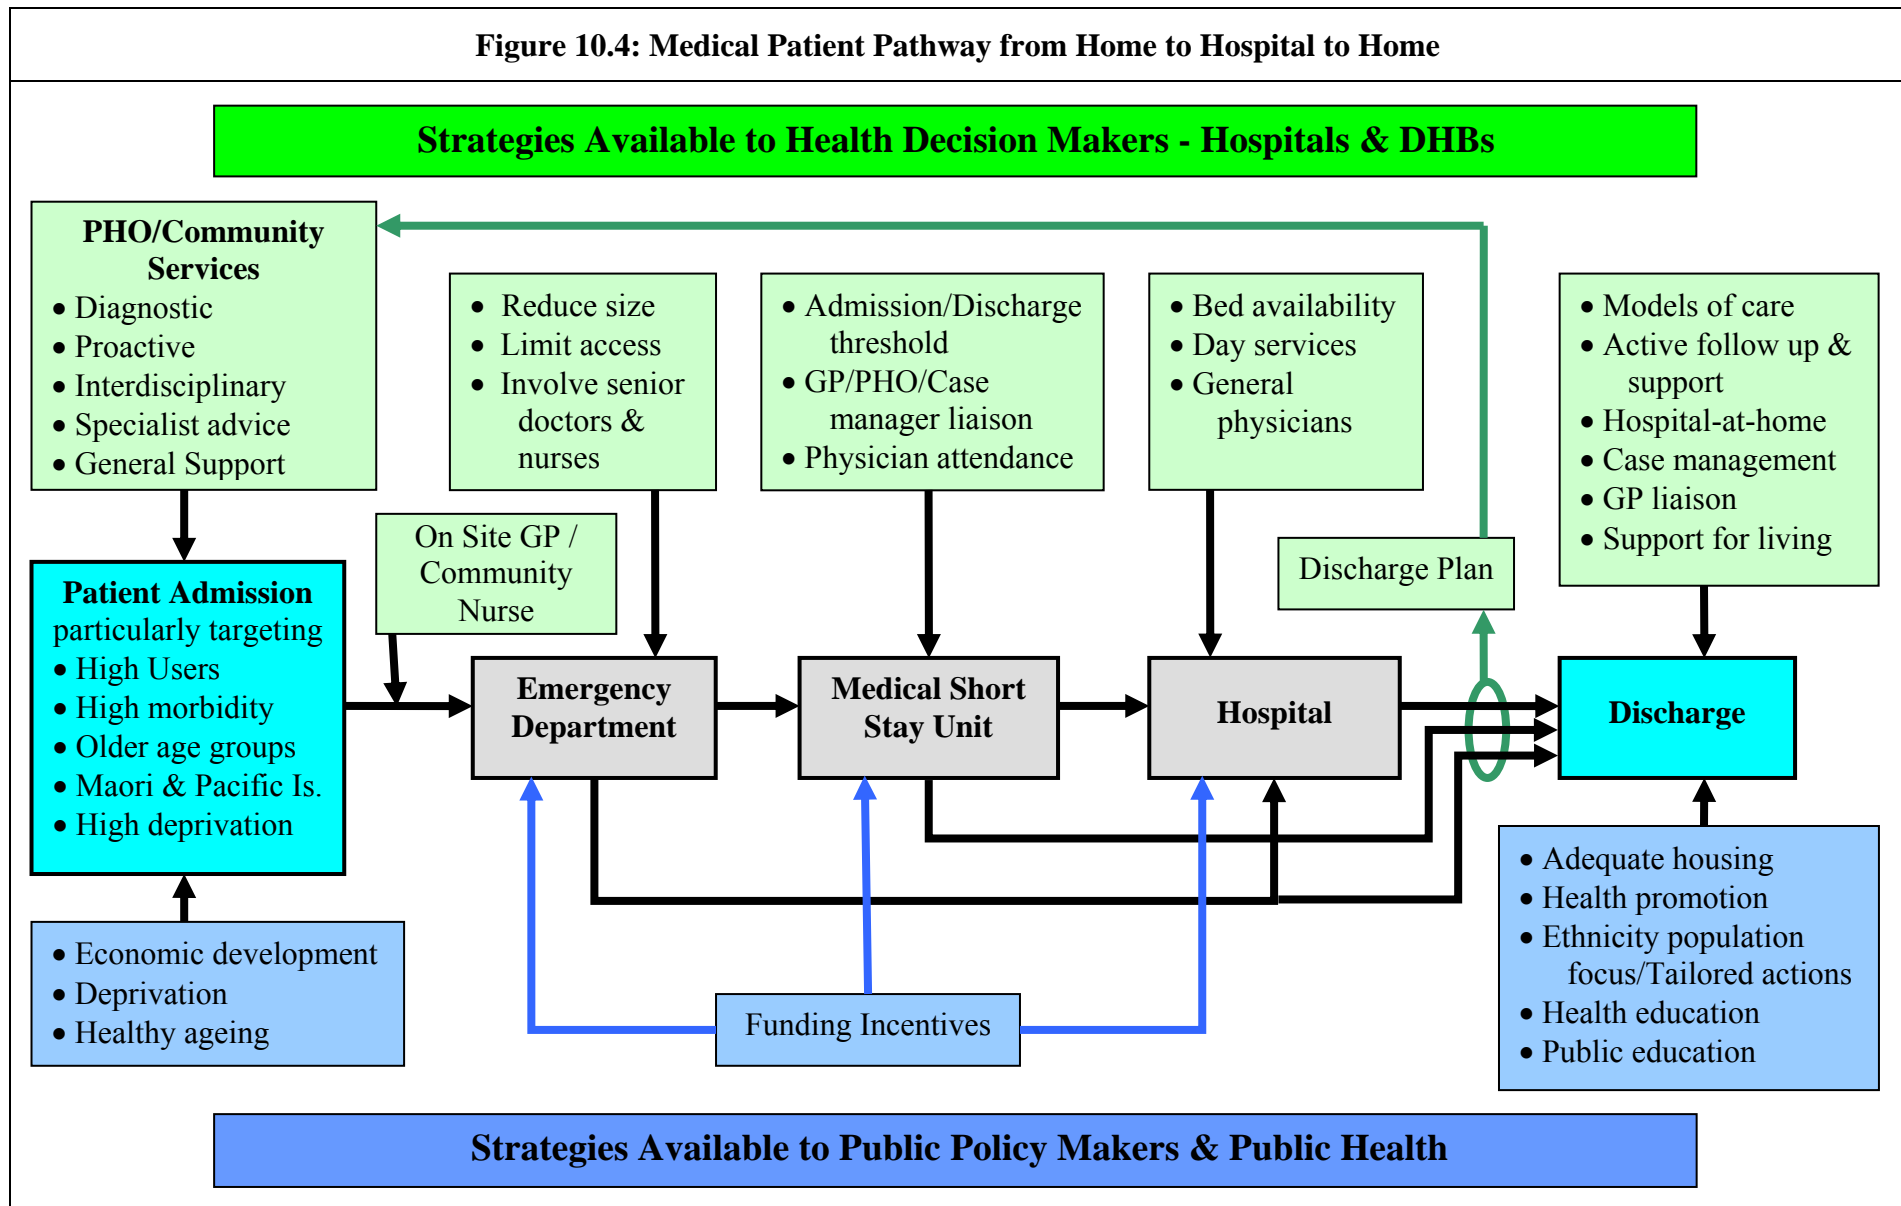 Figure 10.4: Medical Patient Pathway from Home to Hospital to Home
Strategies Available to Health Decision Makers - Hospitals & DHBs
PHO/Community
Services
• Diagnostic
• Proactive
• Interdisciplinary
• Specialist advice
• General Support
• Reduce size
• Limit access
• Involve senior
doctors &
nurses
• Admission/Discharge
threshold
• GP/PHO/Case
manager liaison
• Physician attendance
• Bed availability
• Day services
• General
physicians
• Models of care
• Active follow up &
support
• Hospital-at-home
• Case management
• GP liaison
• Support for living
On Site GP /
Community
Nurse
Discharge Plan
Patient Admission
particularly targeting
• High Users
• High morbidity
• Older age groups
• Maori & Pacific Is.
• High deprivation
Emergency
Department
Medical Short
Stay Unit
Hospital
Discharge
• Economic development
• Deprivation
• Healthy ageing
Funding Incentives
• Adequate housing
• Health promotion
• Ethnicity population
focus/Tailored actions
• Health education
• Public education
Strategies Available to Public Policy Makers & Public Health